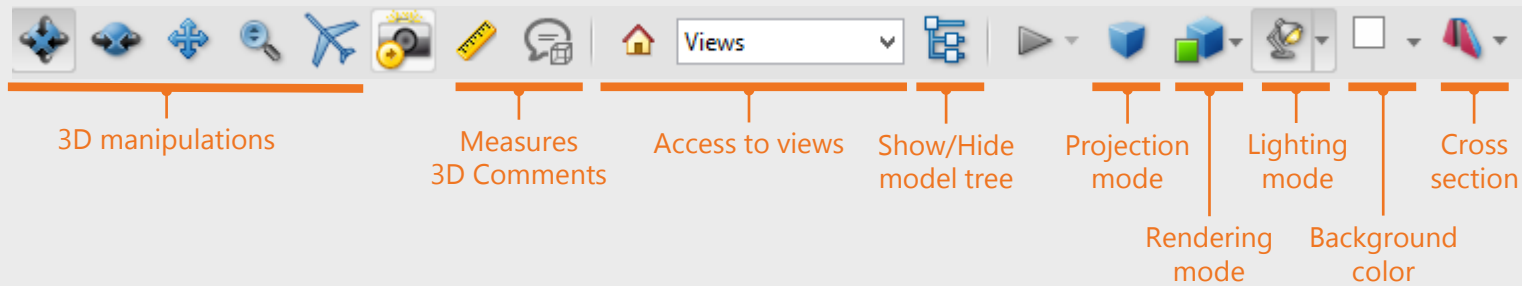 Views
3D manipulations
Measures
3D Comments
Access to views
Show/Hide
model tree
Projection
mode
Rendering
mode
Lighting
mode
Background
color
Cross
section